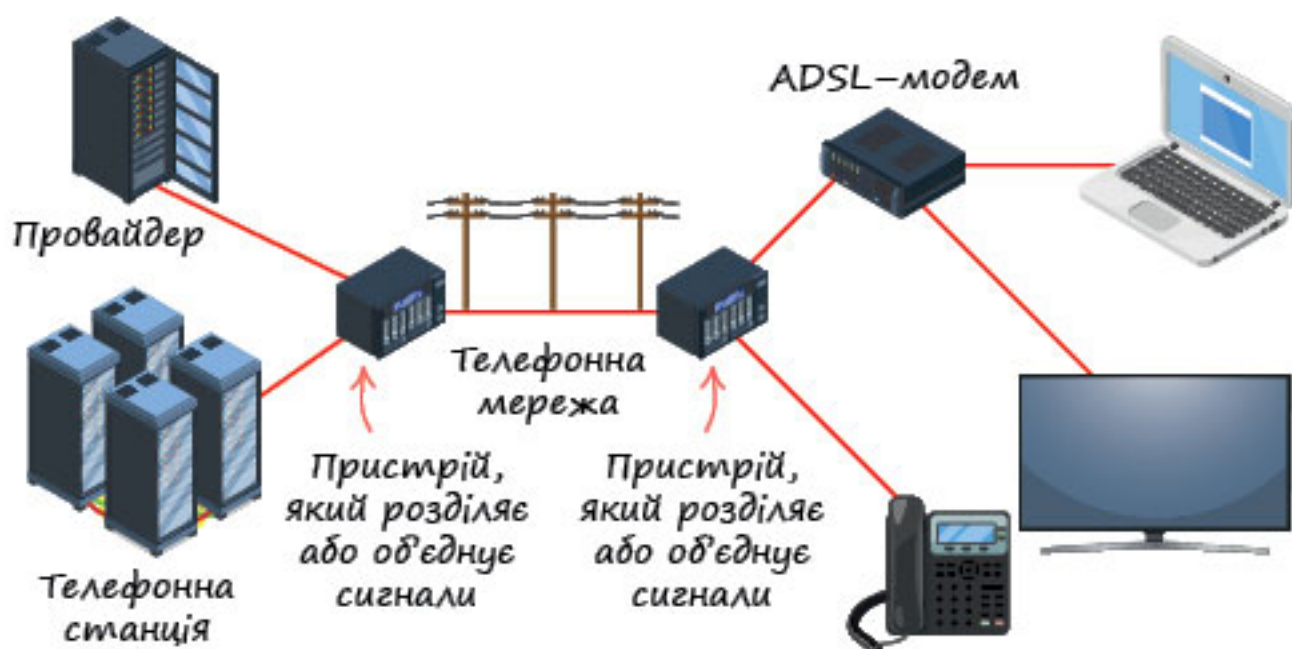 ADSL–модем
Провайдер
Телефонна
мережа
Пристрій,
який розділяє
або об'єднує
сигнали
Пристрій,
який розділяє
або об'єднує
сигнали
Телефонна
станція